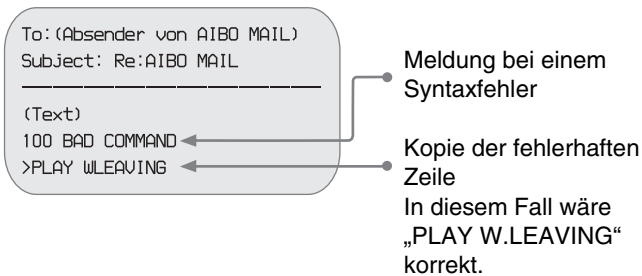 To:(Absender von AIBO MAIL)
Subject: Re:AIBO MAIL
(Text)
100 BAD COMMAND
>PLAY WLEAVING
Meldung bei einem
Syntaxfehler
Kopie der fehlerhaften
Zeile
In diesem Fall wäre
„PLAY W.LEAVING“
korrekt.